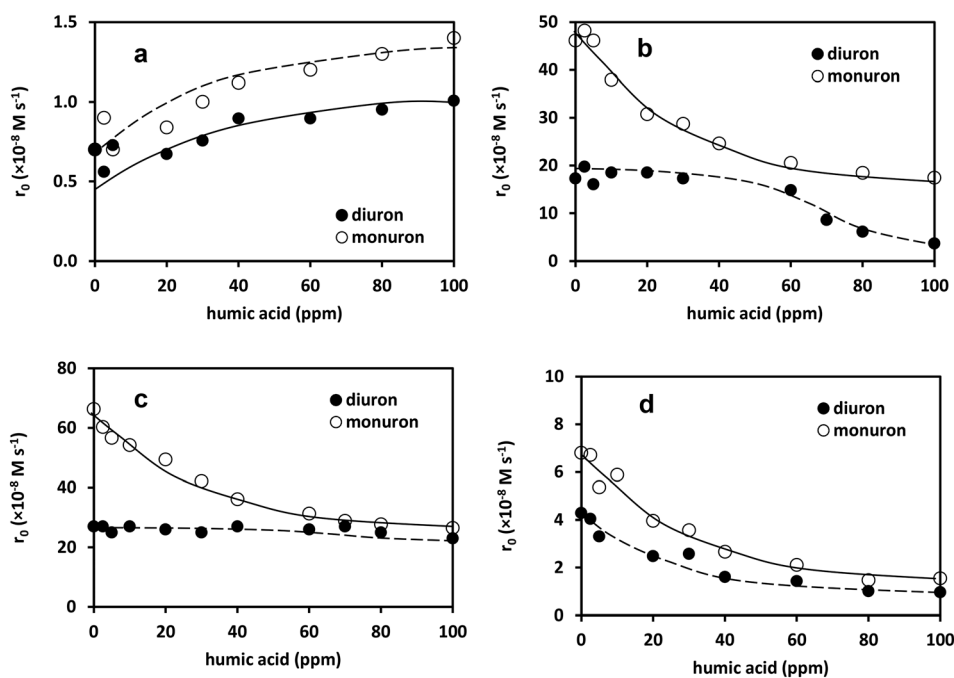 a
1.5
1.0
0.5
0.0
r0 (×10-8 M s-1)
diuron
monuron
0 20 40 60 80 100
humic acid (ppm)
b
50
40
30
20
10
0
r0 (×10-8 M s-1)
diuron
monuron
0 20 40 60 80 100
humic acid (ppm)
c
80
60
40
20
0
r0 (×10-8 M s-1)
diuron
monuron
0 20 40 60 80 100
humic acid (ppm)
d
10
8
6
4
2
0
r0 (×10-8 M s-1)
diuron
monuron
0 20 40 60 80 100
humic acid (ppm)